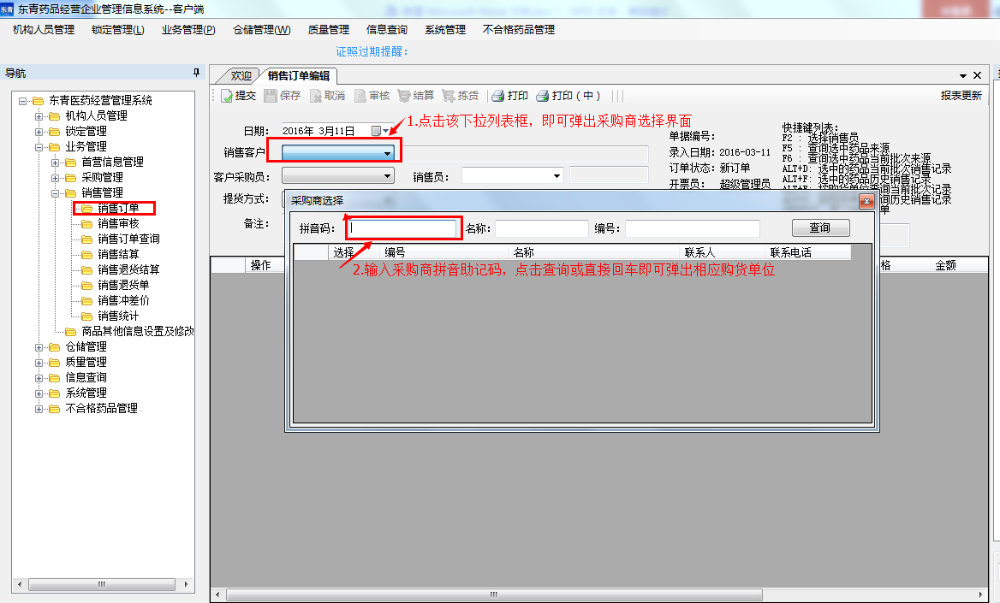 东青 东青药品经营企业管理信息系统--客户端
机构人员管理 锁定管理(L) 业务管理(P) 仓储管理(W) 质量管理 信息查询 系统管理 不合格药品管理
证照过期提醒：
导航
东青医药经营管理系统
机构人员管理
锁定管理
业务管理
首营信息管理
采购管理
销售管理
销售订单
销售审核
销售订单查询
销售结算
销售退货结算
销售退货单
销售冲差价
销售统计
商品其他信息设置及修改
仓储管理
质量管理
信息查询
系统管理
不合格药品管理
欢迎 销售订单编辑
提交 保存 取消 审核 结算 拣货 打印 打印（中） 报表更新
1.点击该下拉列表框，即可弹出采购商选择界面
日期： 2016年 3月11日
销售客户
客户采购员： 销售员：
提货方式：
备注：
单据编号：
录入日期：2016-03-11
订单状态：新订单
开票员： 超级管理员
快捷键列表：
F2 : 选择销售员
F5 : 查询选中药品来源
F6 : 查询选中药品当前批次来源
ALT+D: 选中的药品当前批次销售记录
ALT+F: 选中的药品历史销售记录
询历史销售记录
单
操作 格 金额
采购商选择
拼音码： 名称： 编号： 查询
选择 编号 名称 联系人 联系电话
2.输入采购商拼音助记码，点击查询或直接回车即可弹出相应购货单位